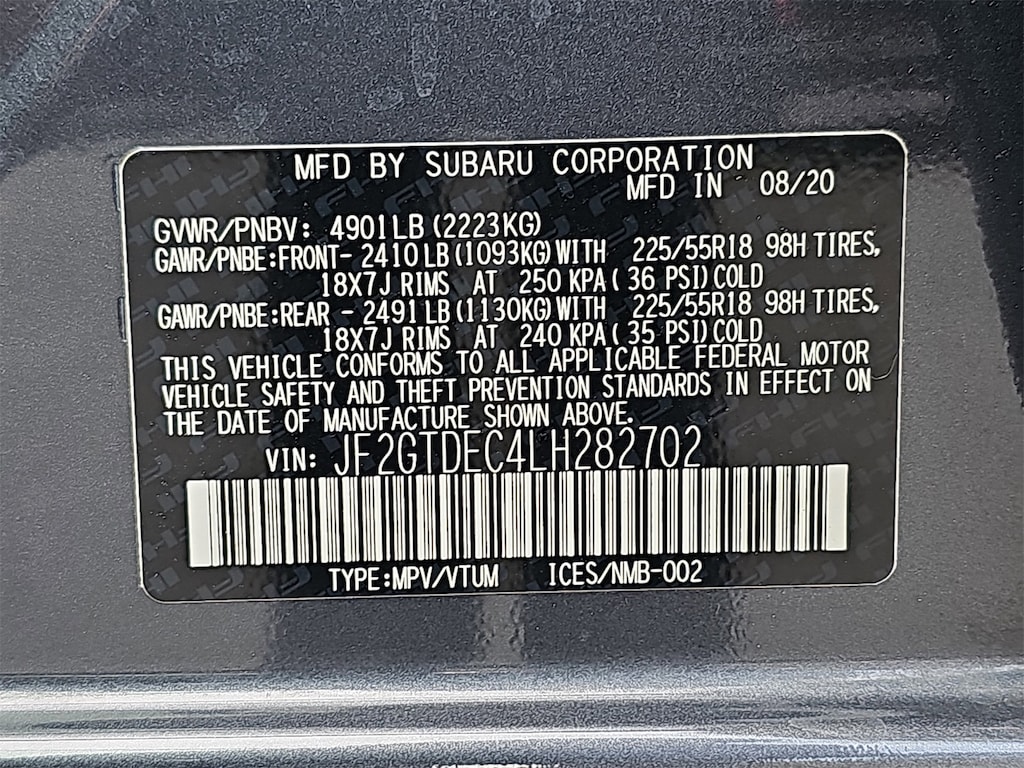 MFD BY SUBARU CORPORATION
MFD IN 08/20
GVWR/PNBV: 4901LB (2223KG)
GAWR/PNBE:FRONT- 2410 LB (1093KG) WITH 225/55R18 98H TIRES,
18X7J RIMS AT 250 KPA ( 36 PSI) COLD
GAWR/PNBE:REAR - 2491 LB (1130KG) WITH 225/55R18 98H TIRES,
18X7J RIMS AT 240 KPA ( 35 PSI) COLD
THIS VEHICLE CONFORMS TO ALL APPLICABLE FEDERAL MOTOR
VEHICLE SAFETY AND THEFT PREVENTION STANDARDS IN EFFECT ON
THE DATE OF MANUFACTURE SHOWN ABOVE.
VIN: JF2GTDEC4LH282702
TYPE:MPV/VTUM ICES/NMB-002